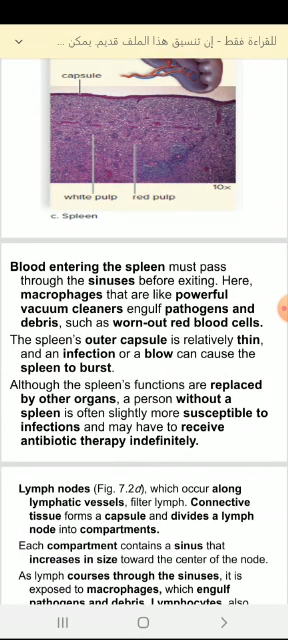 للقراءة فقط - إن تنسيق هذا الملف قديم. يمكن ...
capsule
white pulp
red pulp
10x
c. Spleen
Blood entering the spleen must pass
through the sinuses before exiting. Here,
macrophages that are like powerful
vacuum cleaners engulf pathogens and
debris, such as worn-out red blood cells.
The spleen's outer capsule is relatively thin,
and an infection or a blow can cause the
spleen to burst.
Although the spleen's functions are replaced
by other organs, a person without a
spleen is often slightly more susceptible to
infections and may have to receive
antibiotic therapy indefinitely.
Lymph nodes (Fig. 7.2d), which occur along
lymphatic vessels, filter lymph. Connective
tissue forms a capsule and divides a lymph
node into compartments.
Each compartment contains a sinus that
increases in size toward the center of the node.
As lymph courses through the sinuses, it is
exposed to macrophages, which engulf
pathogens and debris. Lymphocytes, also